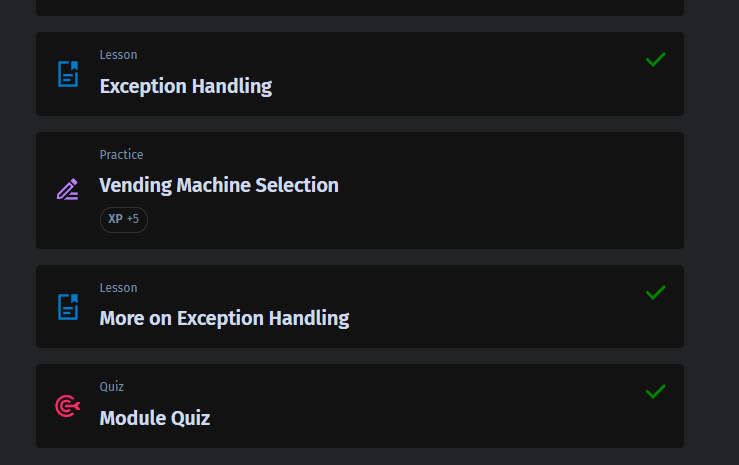 Lesson
Exception Handling
Practice
Vending Machine Selection
XP +5
Lesson
More on Exception Handling
Quiz
Module Quiz